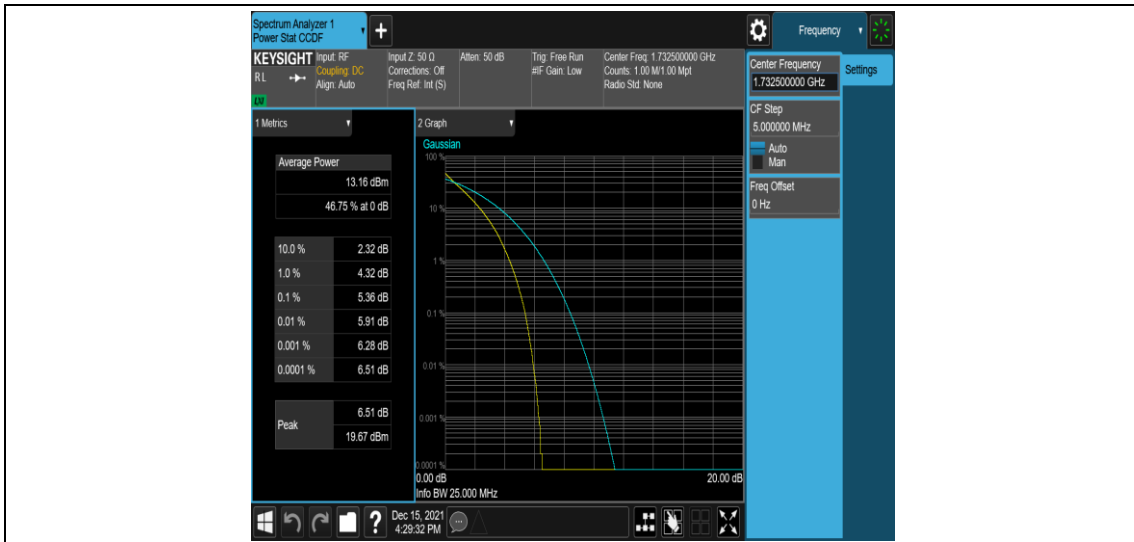 Spectrum Analyzer 1
Power Stat CCDF
Frequency
KEYSIGHT
R L
Input: RF
Coupling: DC
Align: Auto
Input Z: 50 Ω
Corrections: Off
Freq Ref: Int (S)
Atten: 50 dB
Trig: Free Run
#IF Gain: Low
Center Freq: 1.732500000 GHz
Counts: 1.00 M/1.00 Mpt
Radio Std: None
Center Frequency
1.732500000 GHz
Settings
CF Step
5.000000 MHz
Auto
Man
Freq Offset
0 Hz
1 Metrics
Average Power
13.16 dBm
46.75 % at 0 dB
10.0 % 2.32 dB
1.0 % 4.32 dB
0.1 % 5.36 dB
0.01 % 5.91 dB
0.001 % 6.28 dB
0.0001 % 6.51 dB
Peak
6.51 dB
19.67 dBm
2 Graph
Gaussian
100 %
10 %
1 %
0.1 %
0.01 %
0.001 %
0.0001 %
0.00 dB
20.00 dB
Info BW 25.000 MHz
Dec 15, 2021
4:29:32 PM